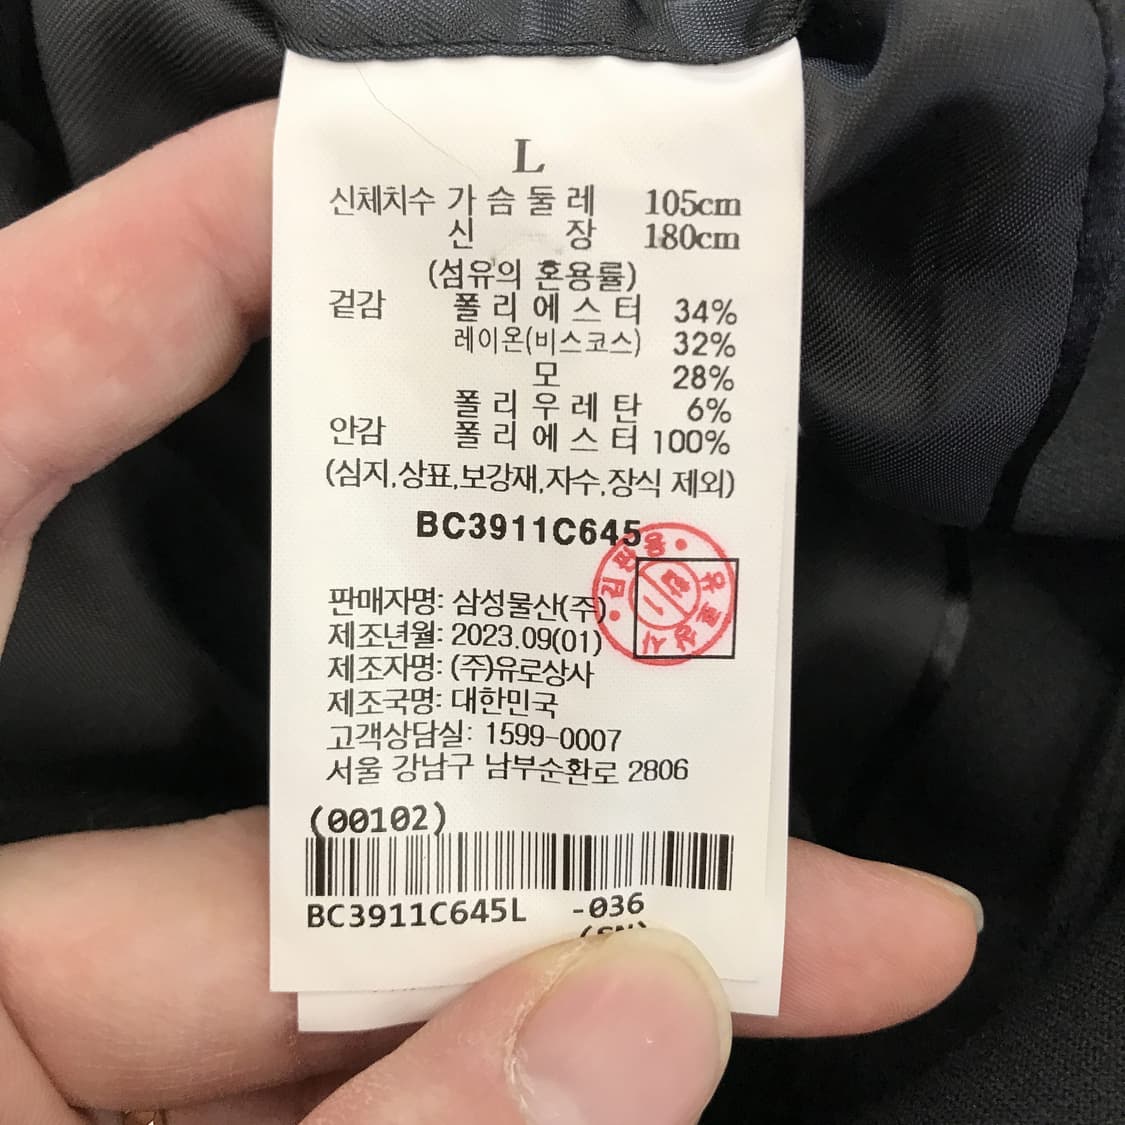 L
신체치수 가슴둘레 105cm
신장 180cm
(섬유의 혼용률)
겉감 폴리에스터 34%
레이온(비스코스) 32%
모 28%
폴리우레탄 6%
안감 폴리에스터 100%
(심지,상표,보강재,자수,장식 제외)
BC3911C645
판매자명: 삼성물산(주)
제조년월: 2023.09(01)
제조자명: (주)유로상사
제조국명: 대한민국
고객상담실: 1599-0007
서울 강남구 남부순환로 2806
(00102)
BC3911C645L -036